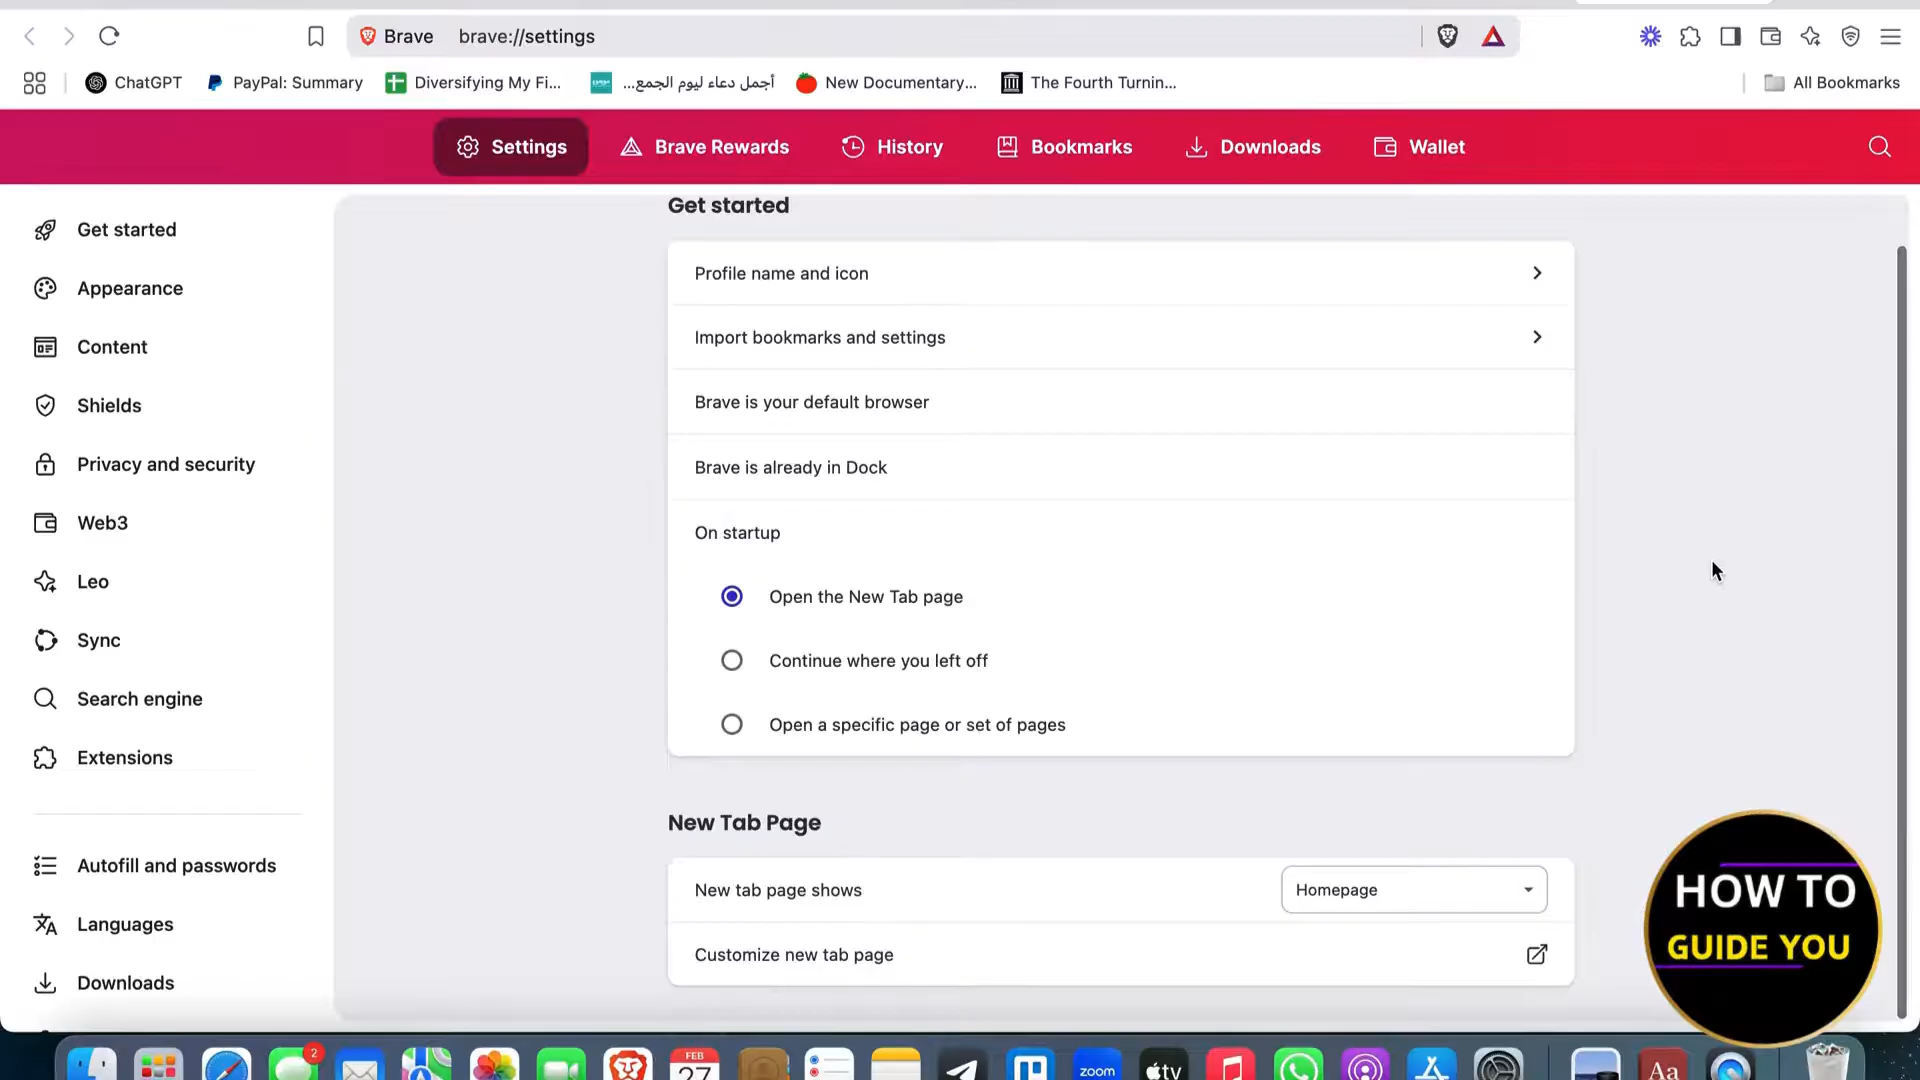 Brave brave://settings
ChatGPT PayPal: Summary Diversifying My Fi... أجمل دعاء ليوم الجمع... New Documentary... The Fourth Turnin... All Bookmarks
Settings Brave Rewards History Bookmarks Downloads Wallet
Get started
Appearance
Content
Shields
Privacy and security
Web3
Leo
Sync
Search engine
Extensions
Autofill and passwords
Languages
Downloads
Get started
Profile name and icon
Import bookmarks and settings
Brave is your default browser
Brave is already in Dock
On startup
Open the New Tab page
Continue where you left off
Open a specific page or set of pages
New Tab Page
New tab page shows Homepage
Customize new tab page
HOW TO
GUIDE YOU
2
FEB
27
zoom
tv
Aa